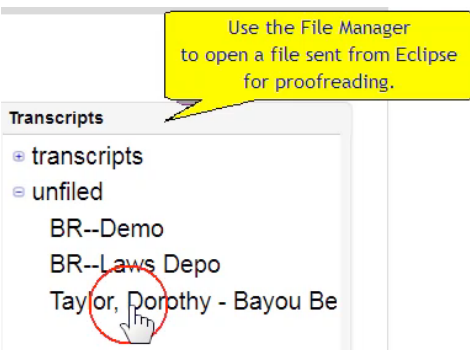 Use the File Manager
to open a file sent from Eclipse
for proofreading.
Transcripts
transcripts
unfiled
BR--Demo
BR--Laws Depo
Taylor, Dorothy - Bayou Be